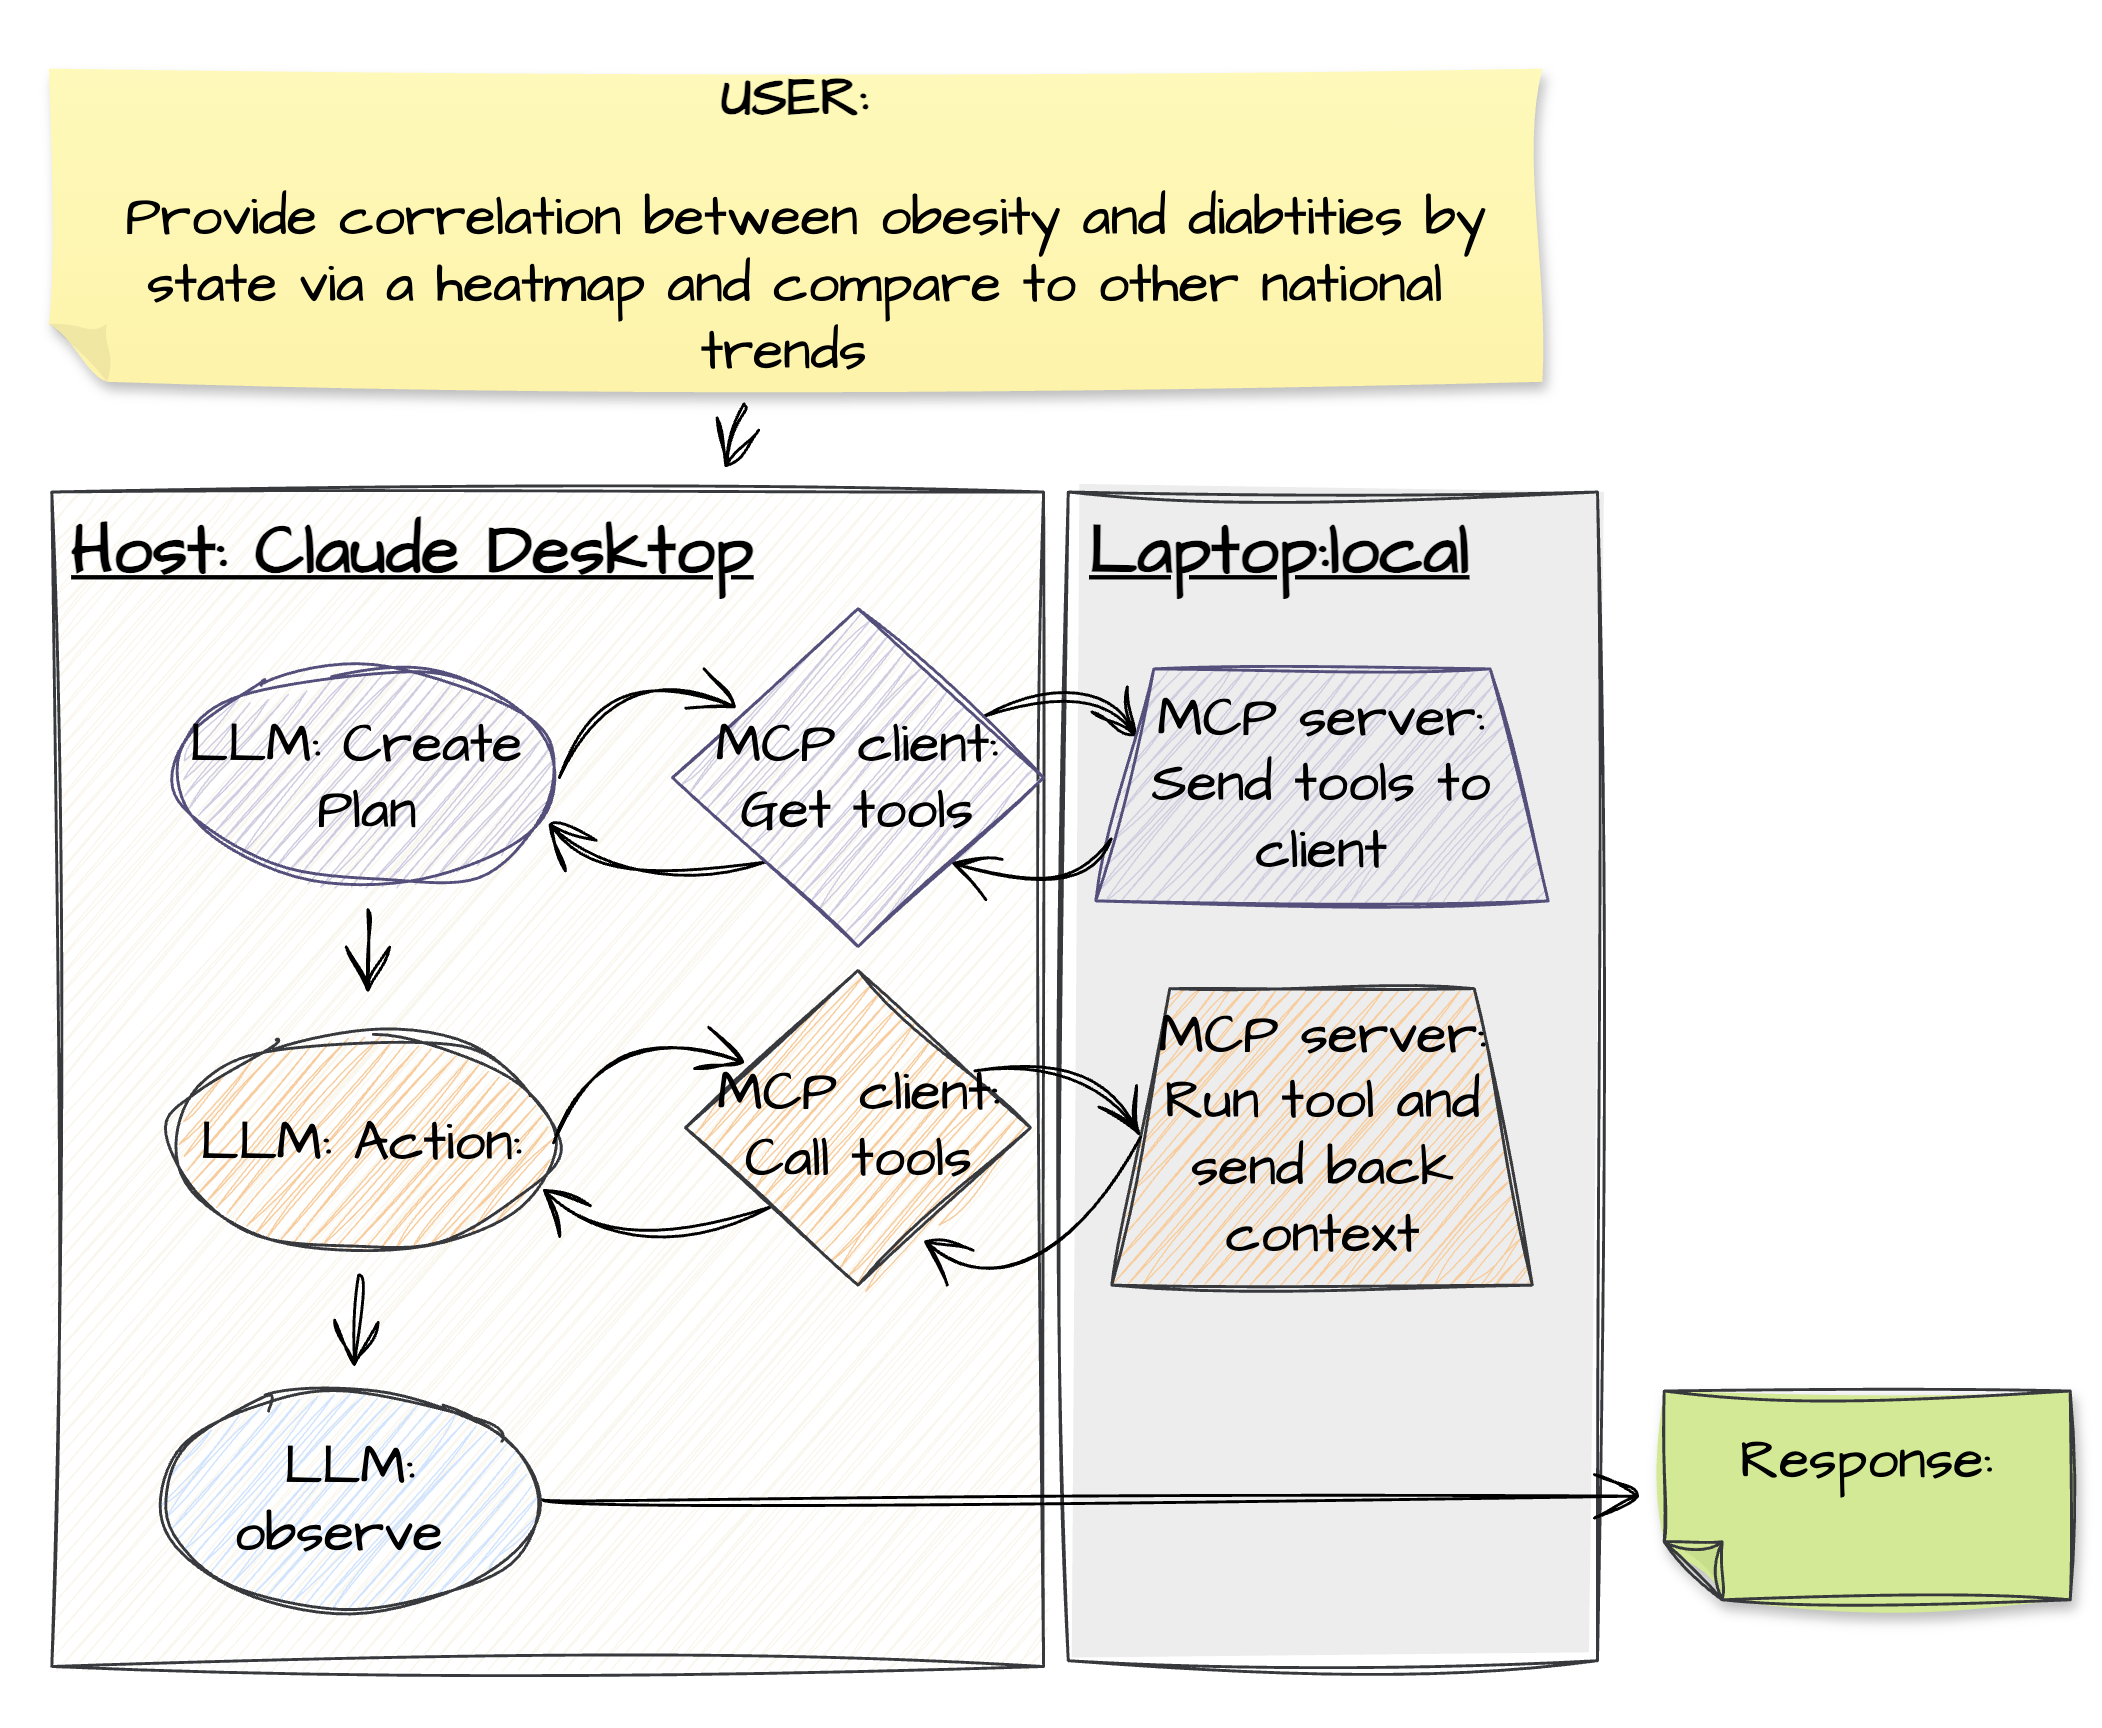 USER:
Provide correlation between obesity and diabtities by
state via a heatmap and compare to other national
trends
Host: Claude Desktop
Laptop:local
LLM: Create
Plan
MCP client:
Get tools
MCP server:
Send tools to
client
LLM: Action:
MCP client:
Call tools
MCP server:
Run tool and
send back
context
LLM:
observe
Response: